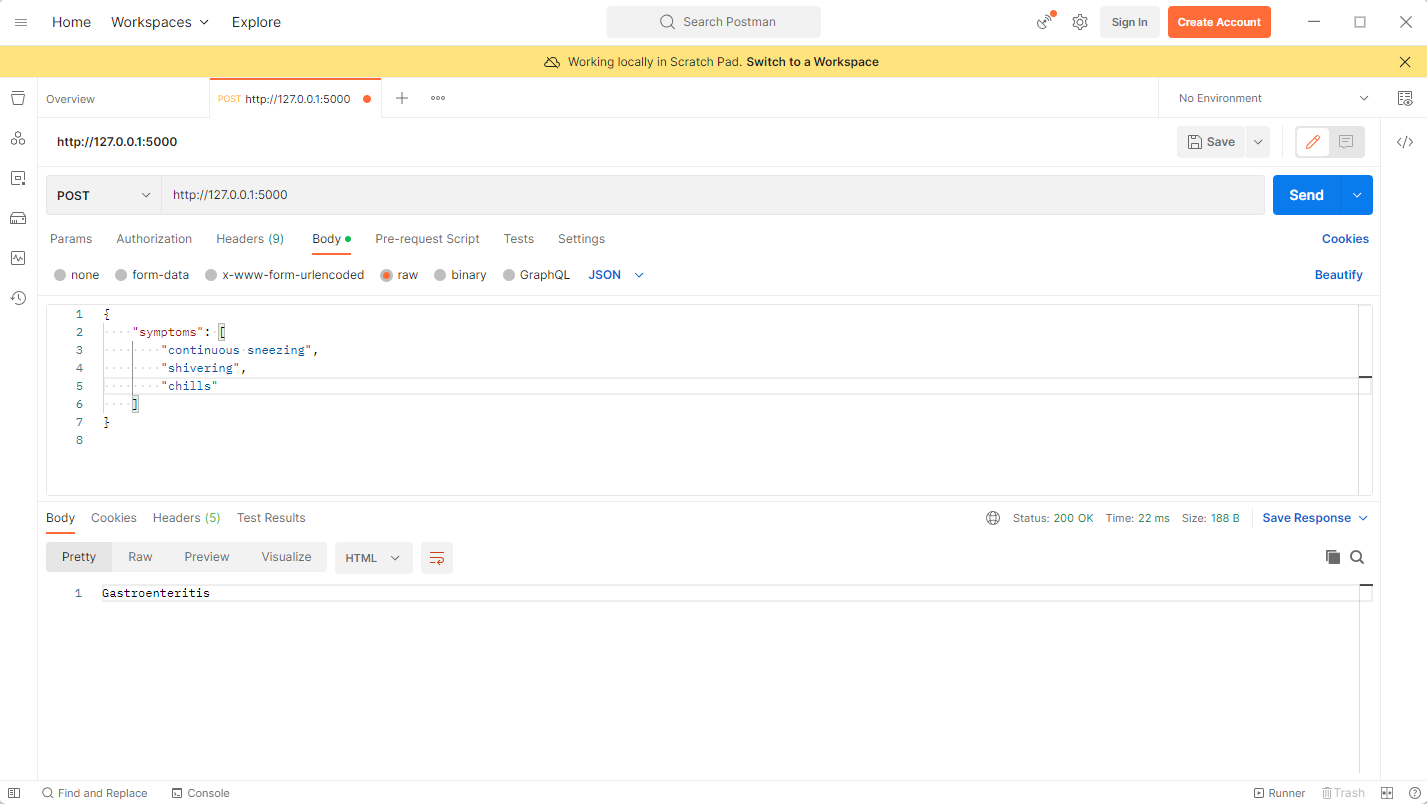 Home Workspaces Explore Search Postman Sign In Create Account
Working locally in Scratch Pad. Switch to a Workspace
Overview POST http://127.0.0.1:5000 No Environment
http://127.0.0.1:5000 Save
POST http://127.0.0.1:5000 Send
Params Authorization Headers (9) Body Pre-request Script Tests Settings Cookies
none form-data x-www-form-urlencoded raw binary GraphQL JSON Beautify
1 {
2 "symptoms": [
3 "continuous sneezing",
4 "shivering",
5 "chills"
6 ]
7 }
8
Body Cookies Headers (5) Test Results Status: 200 OK Time: 22 ms Size: 188 B Save Response
Pretty Raw Preview Visualize HTML
1 Gastroenteritis
Find and Replace Console Runner Trash